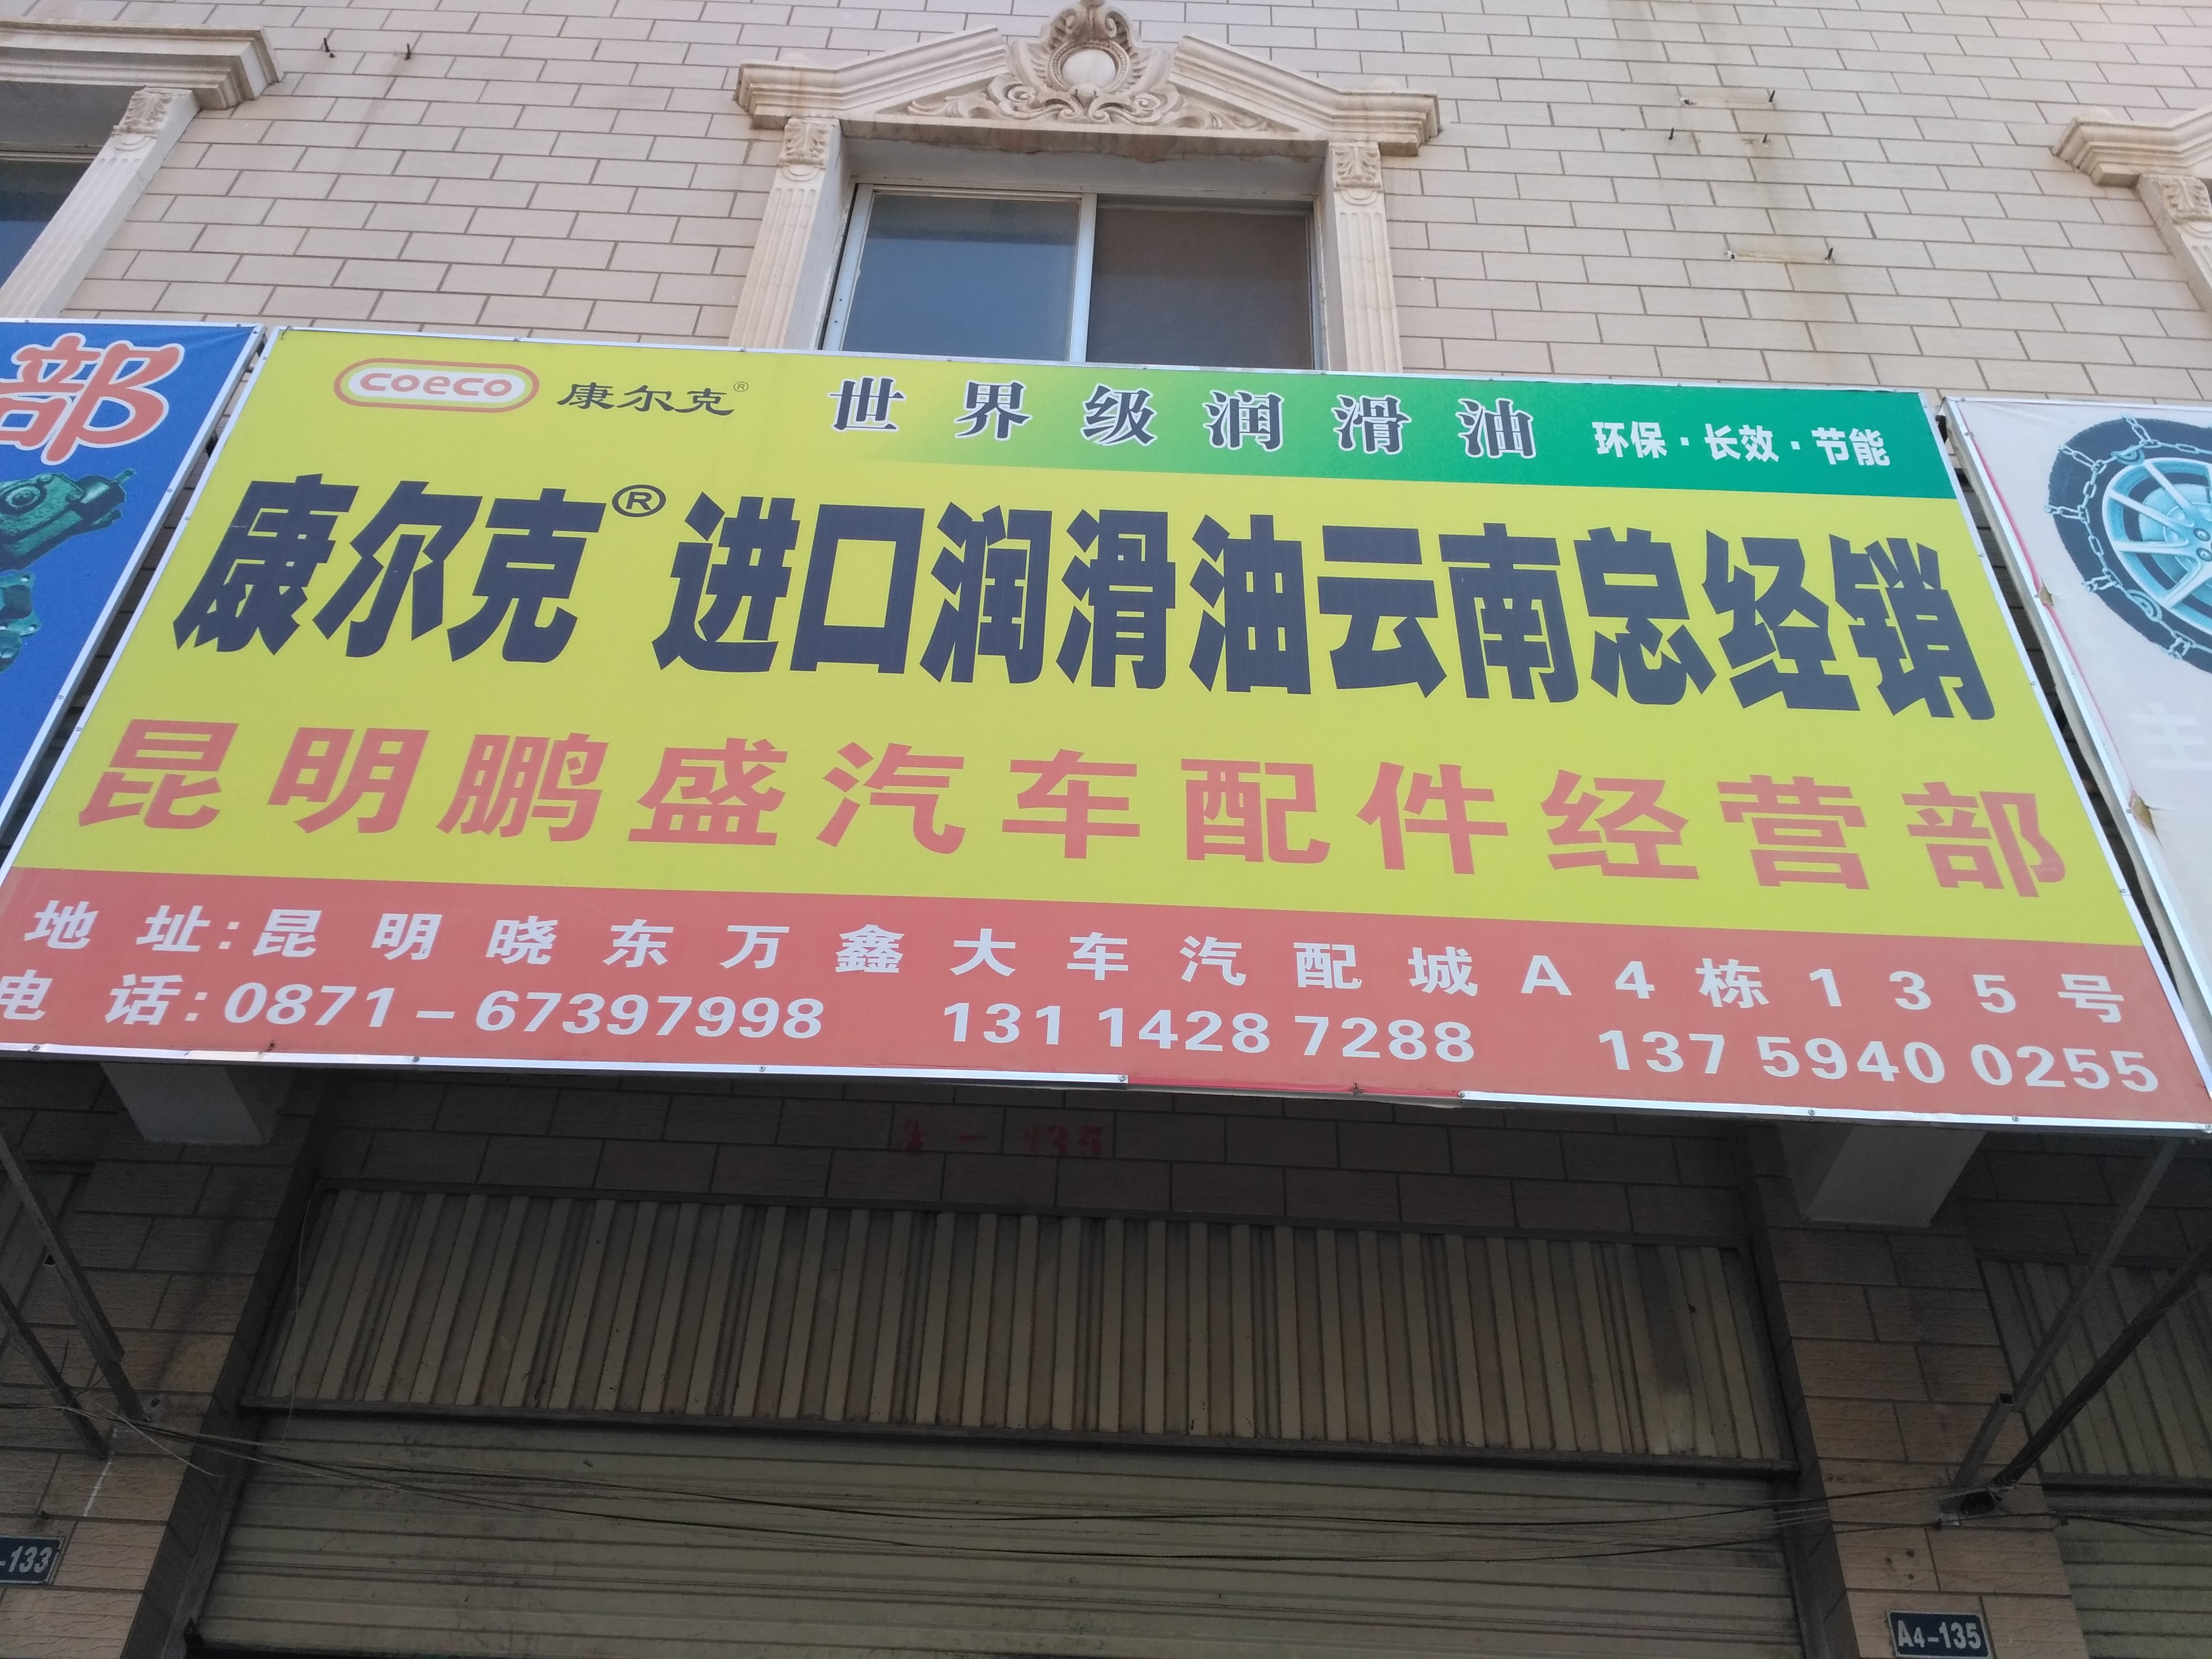 部
coeco 康尔克® 世界级润滑油 环保·长效·节能
康尔克®进口润滑油云南总经销
昆明鹏盛汽车配件经营部
地址:昆明晓东万鑫大车汽配城A4栋135号
电话:0871-67397998 131 1428 7288 137 5940 0255
-133
A4-135